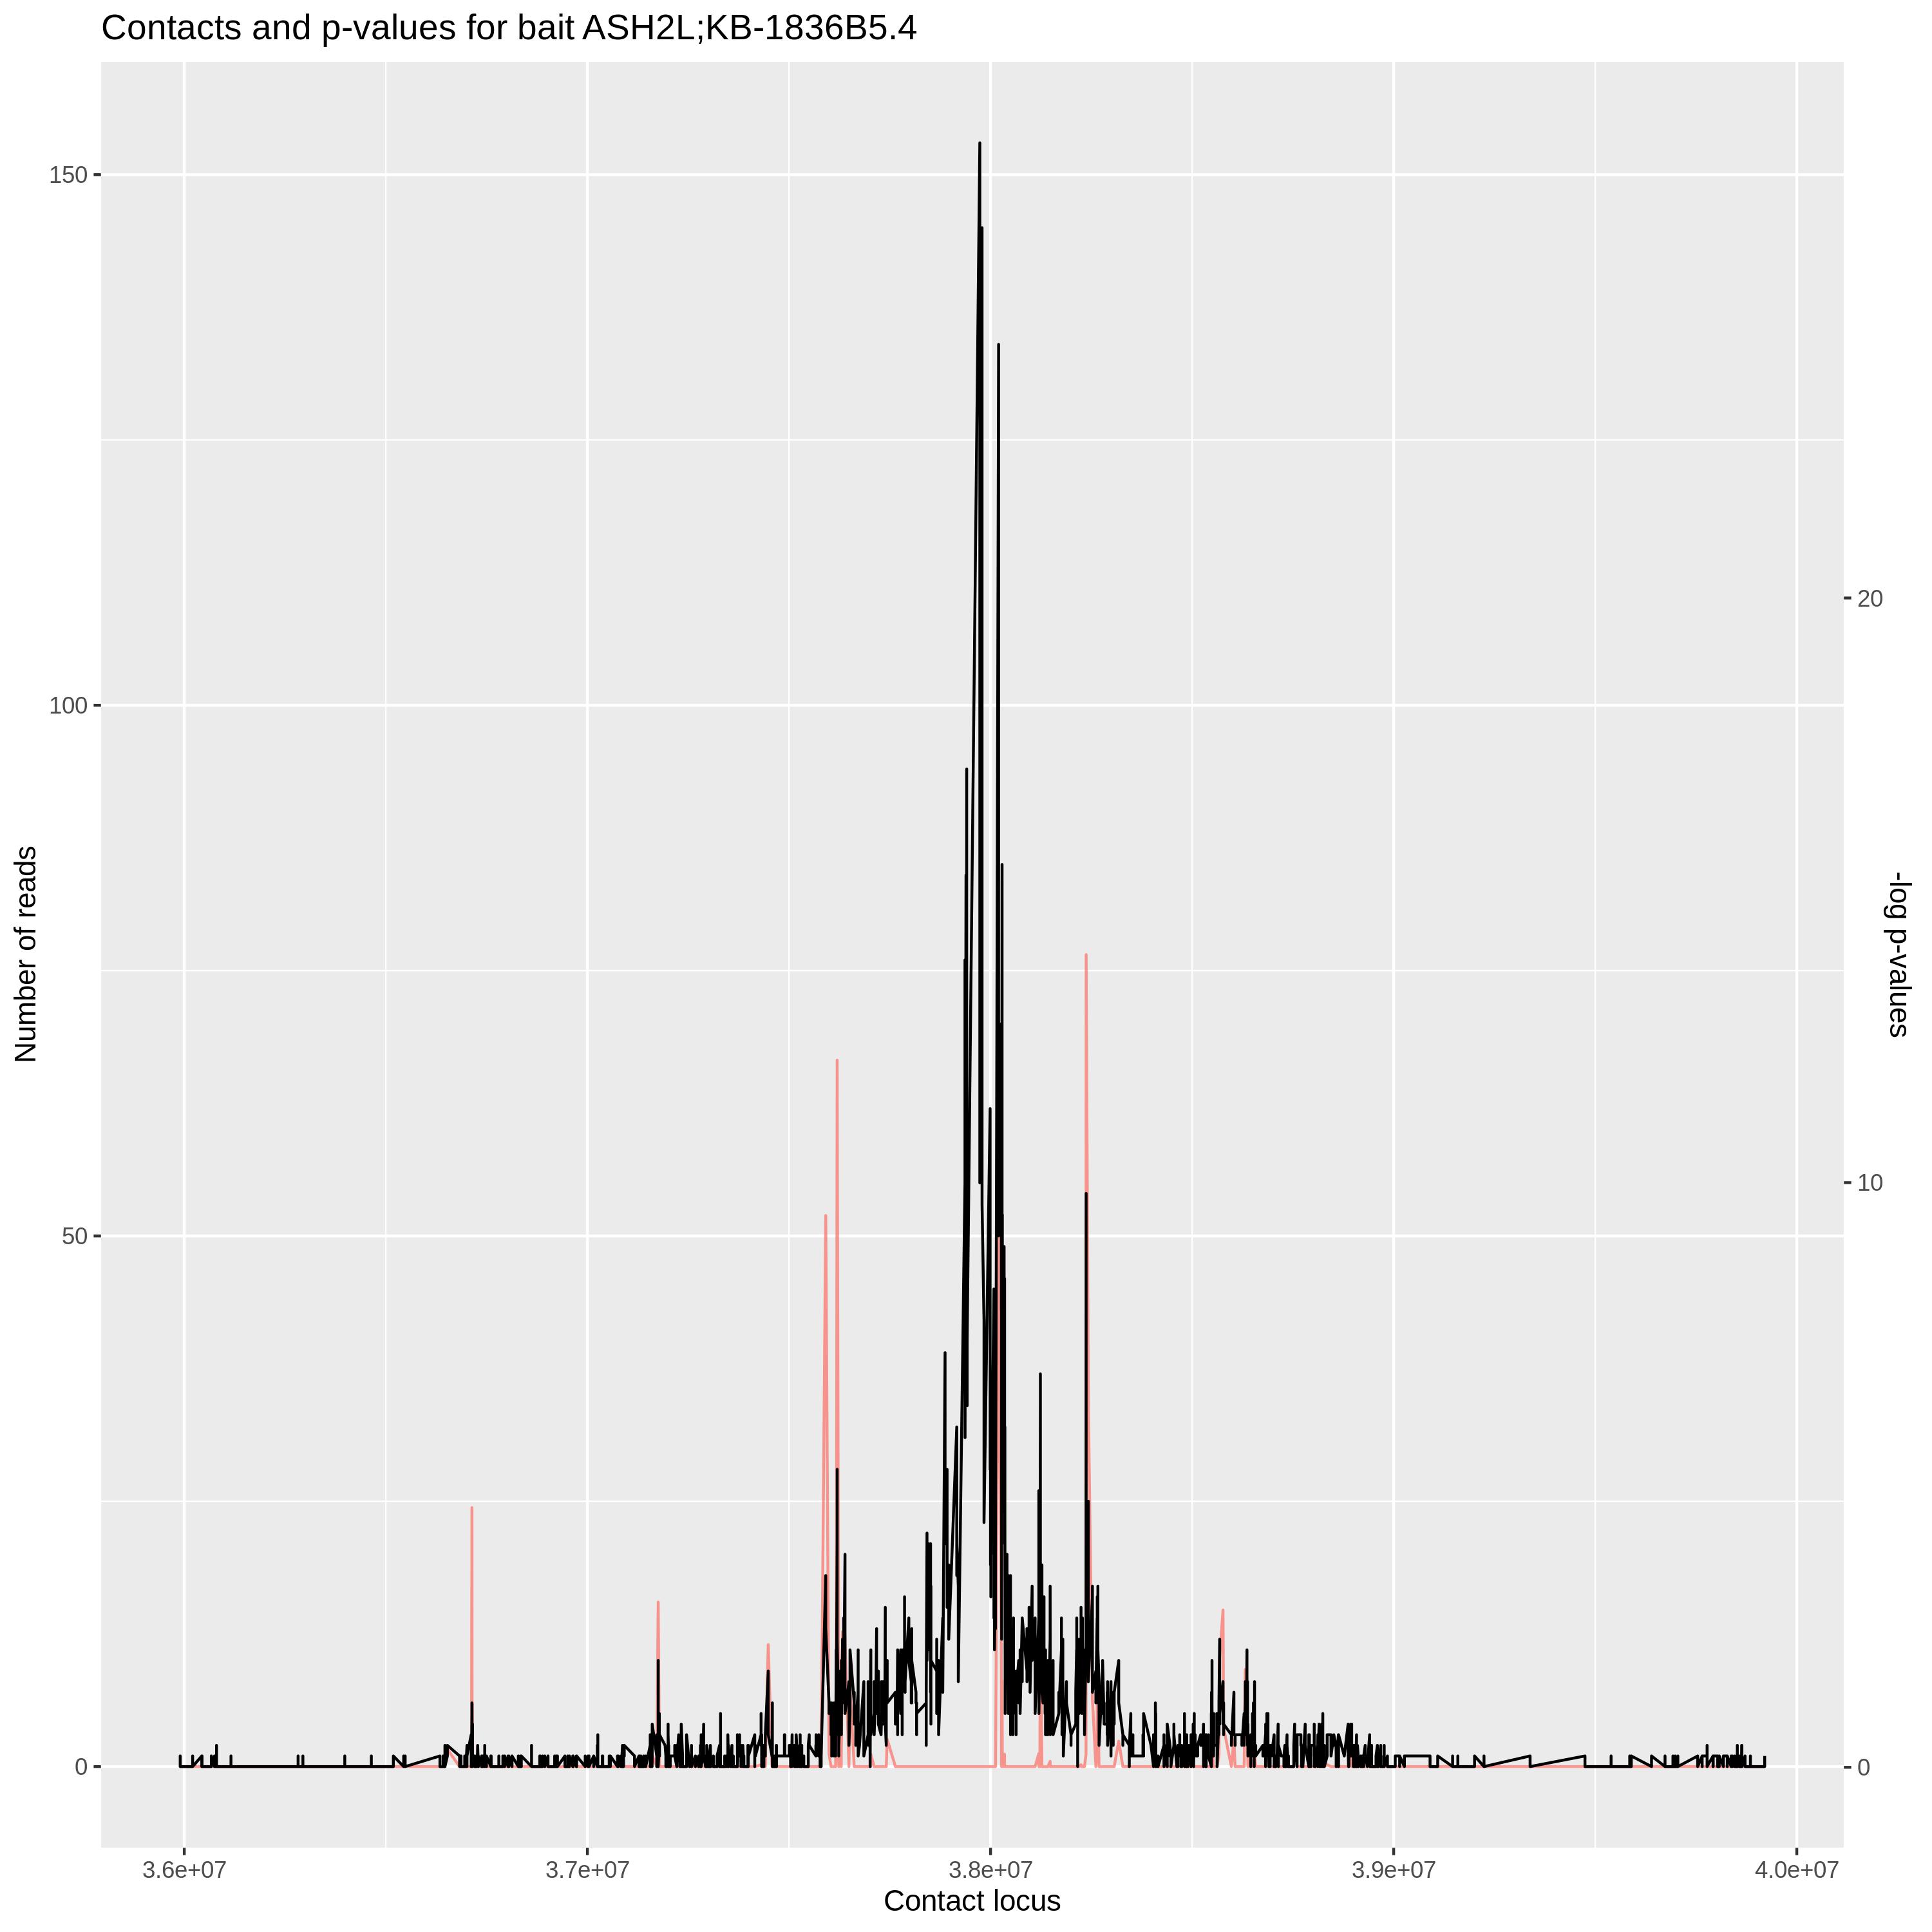 Contacts and p-values for bait ASH2L;KB-1836B5.4
150
100
50
0
Number of reads
20
10
0
-log p-values
3.6e+07
3.7e+07
3.8e+07
3.9e+07
4.0e+07
Contact locus